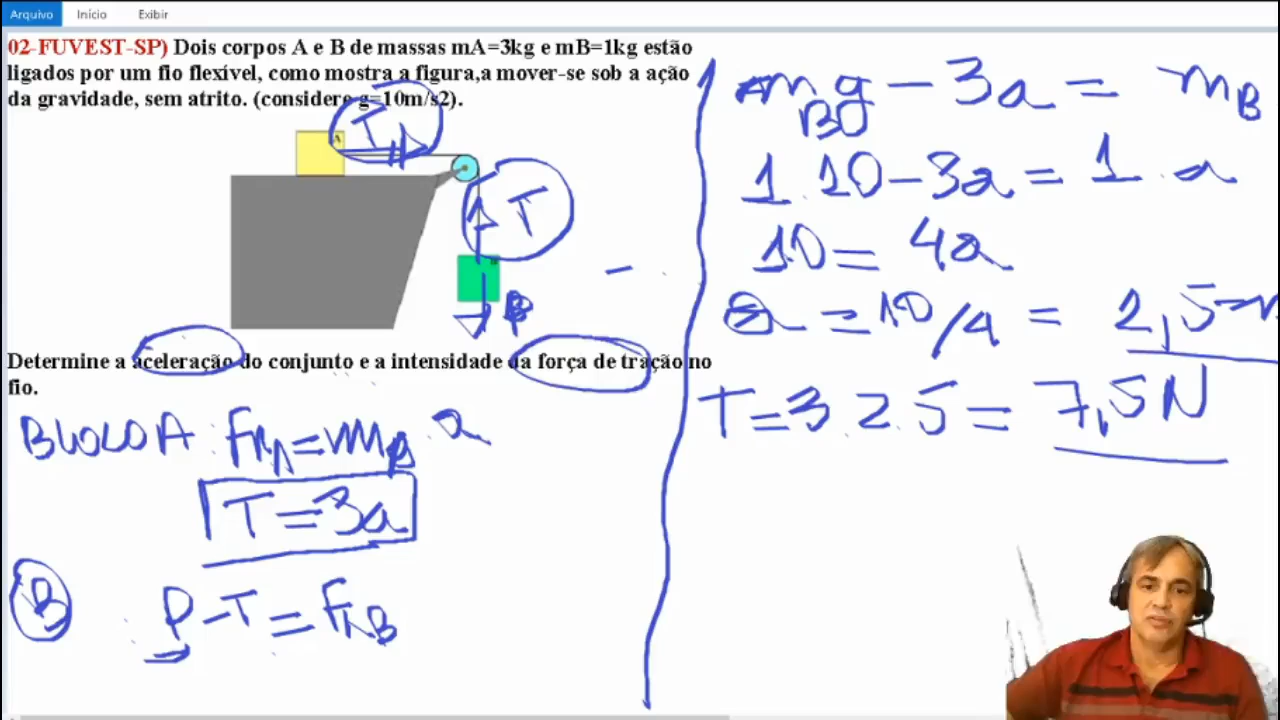 Arquivo Início Exibir
02-FUVEST-SP) Dois corpos A e B de massas mA=3kg e mB=1kg estão
ligados por um fio flexível, como mostra a figura,a mover-se sob a ação
da gravidade, sem atrito. (considere g=10m/s2).
T
T
Determine a aceleração do conjunto e a intensidade da força de tração no
fio.
BLOCO A: FRA = mA . a
T = 3a
B P - T = FRB
mBg - 3a = mB
1.10 - 3a = 1.a
10 = 4a
a = 10/4 = 2,5 m
T = 3.2.5 = 7,5N